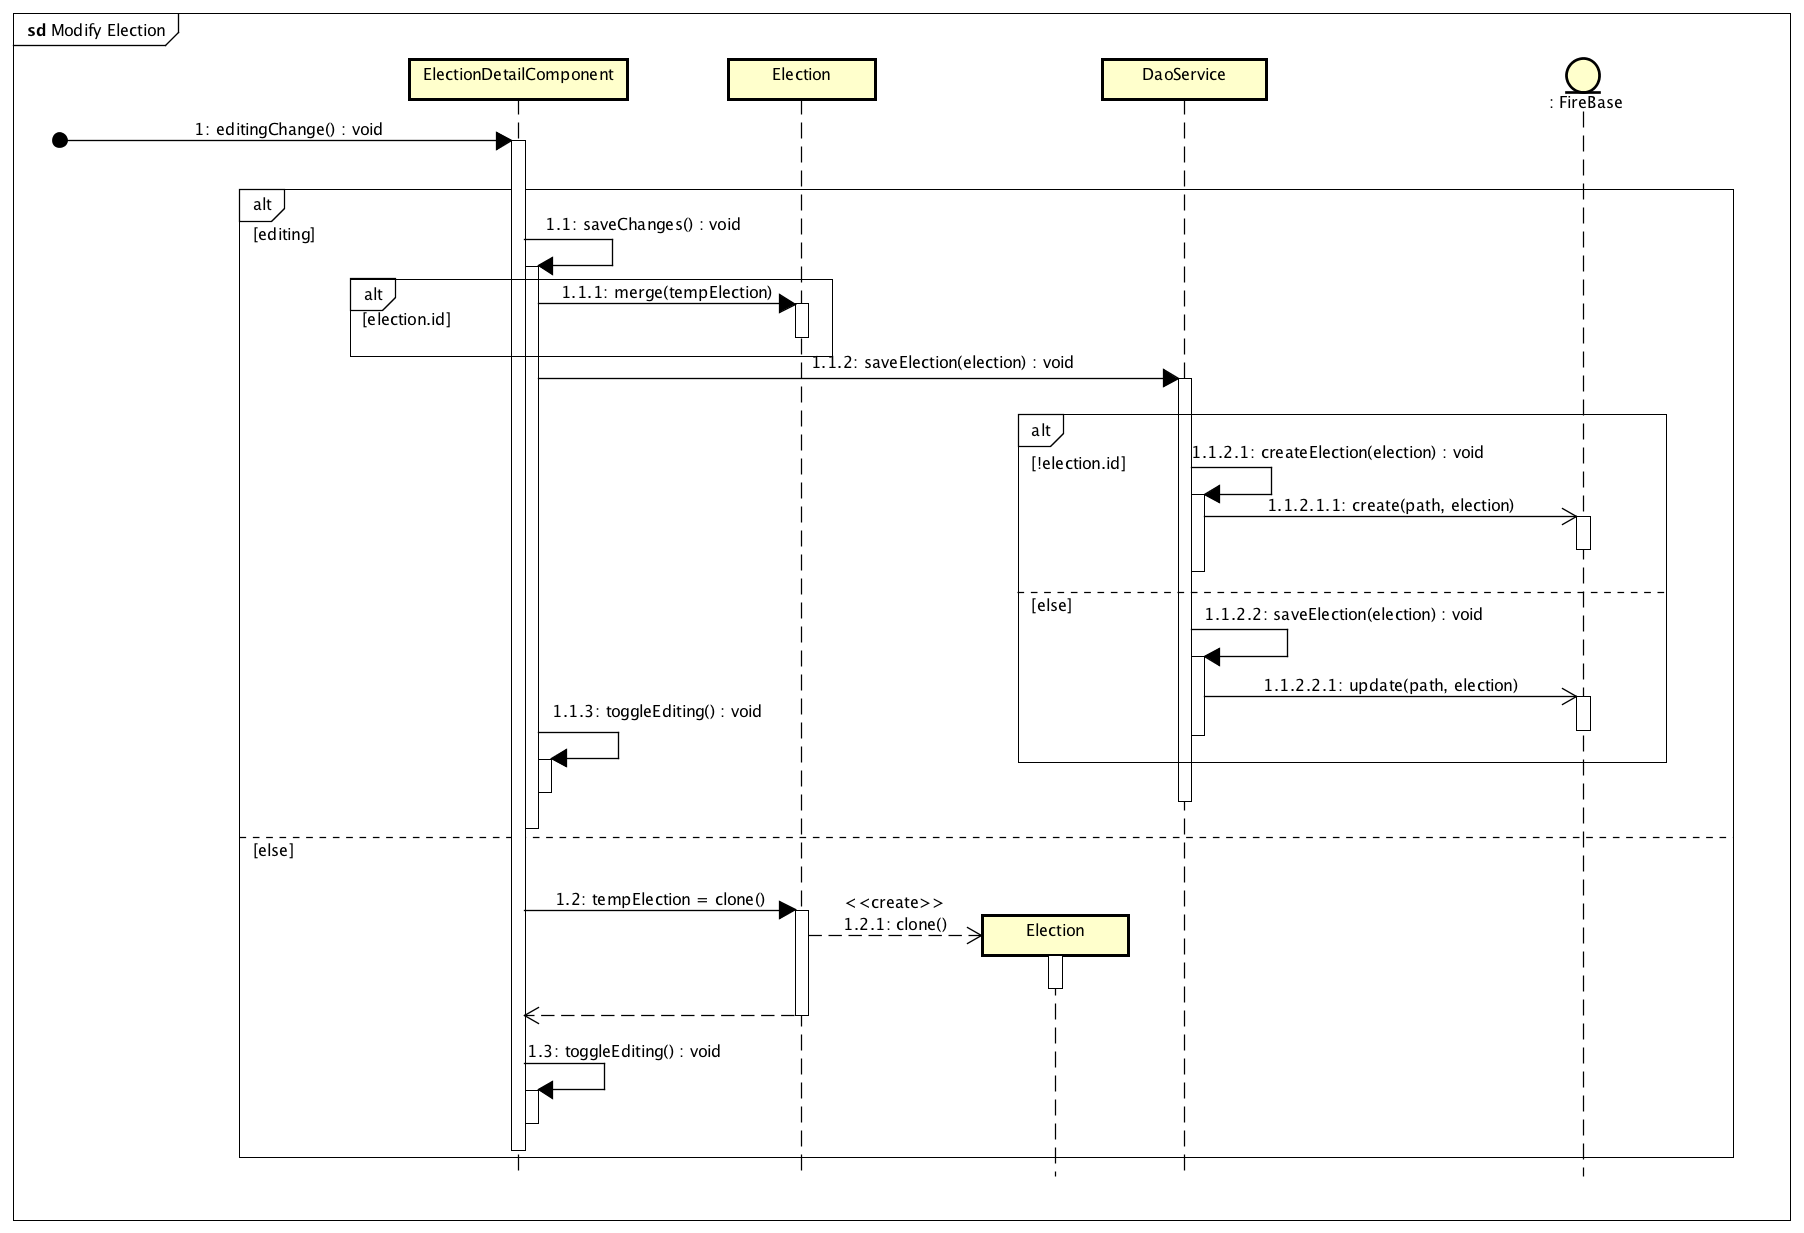 sd Modify Election
ElectionDetailComponent
Election
DaoService
: FireBase
1: editingChange() : void
alt
[editing]
1.1: saveChanges() : void
alt
[election.id]
1.1.1: merge(tempElection)
1.1.2: saveElection(election) : void
alt
[!election.id]
1.1.2.1: createElection(election) : void
1.1.2.1.1: create(path, election)
[else]
1.1.2.2: saveElection(election) : void
1.1.2.2.1: update(path, election)
1.1.3: toggleEditing() : void
[else]
1.2: tempElection = clone()
<<create>>
1.2.1: clone()
Election
1.3: toggleEditing() : void